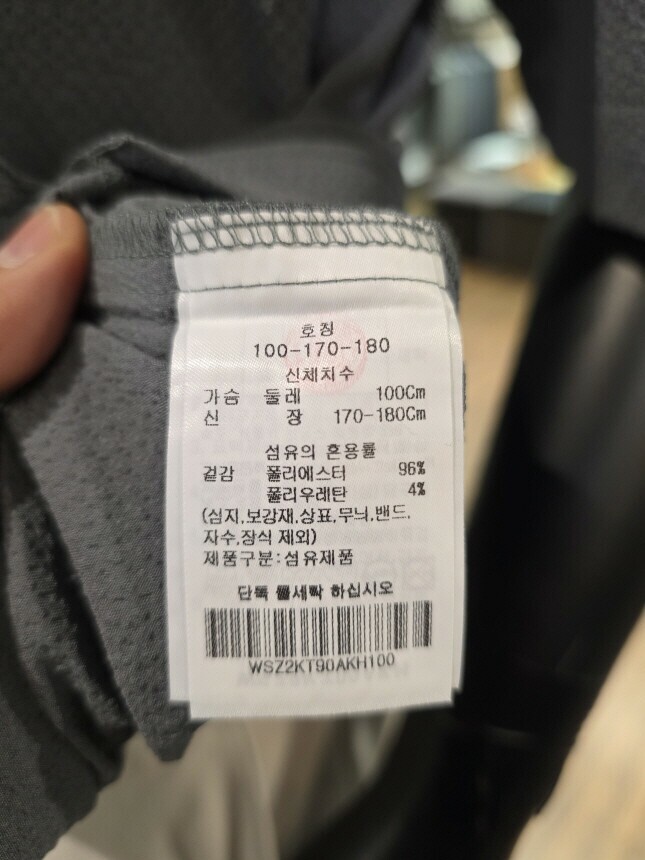 호칭
100-170-180
신체치수
가슴 둘레 100Cm
신 장 170-180Cm
섬유의 혼용률
겉감 폴리에스터 96%
폴리우레탄 4%
(심지,보강재,상표,무늬,밴드,
자수,장식 제외)
제품구분:섬유제품
단독 물세탁 하십시오
WSZ2KT90AKH100